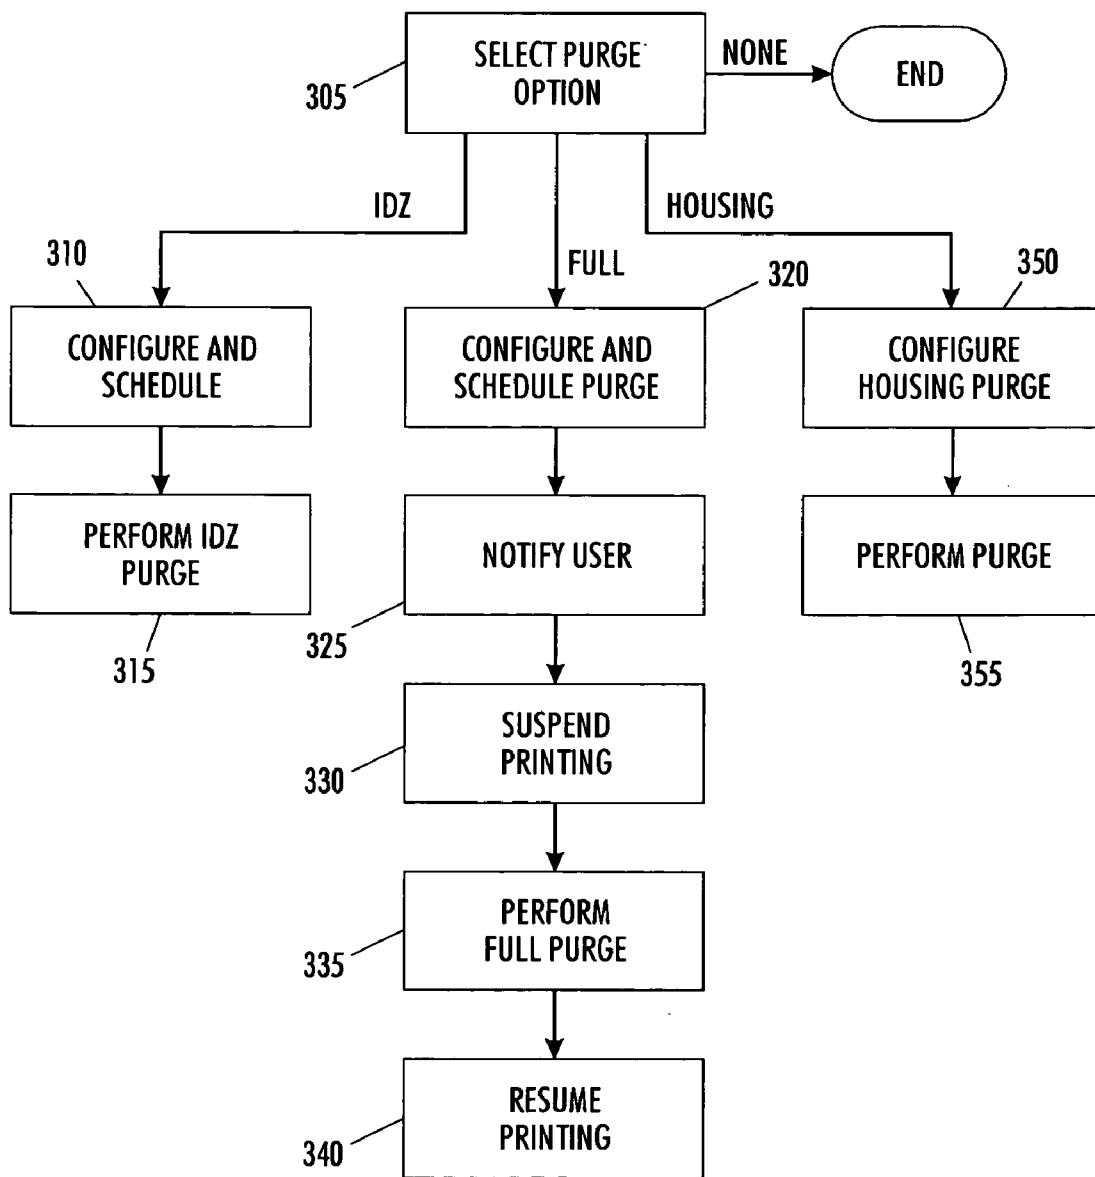 SELECT PURGE
OPTION
305
NONE
END
IDZ
FULL
HOUSING
310
CONFIGURE AND
SCHEDULE
320
CONFIGURE AND
SCHEDULE PURGE
350
CONFIGURE
HOUSING PURGE
PERFORM IDZ
PURGE
315
NOTIFY USER
325
PERFORM PURGE
355
SUSPEND
PRINTING
330
PERFORM
FULL PURGE
335
RESUME
PRINTING
340